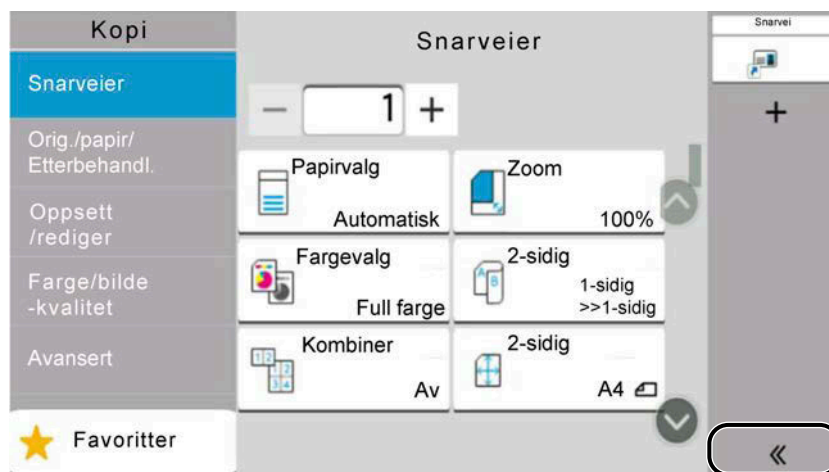 Kopi
Snarveier
Orig./papir/
Etterbehandl.
Oppsett
/rediger
Farge/bilde
-kvalitet
Avansert
Favoritter
Snarveier
1
Papirvalg
Automatisk
Zoom
100%
Fargevalg
Full farge
2-sidig
1-sidig
>>1-sidig
Kombiner
Av
2-sidig
A4
Snarvei